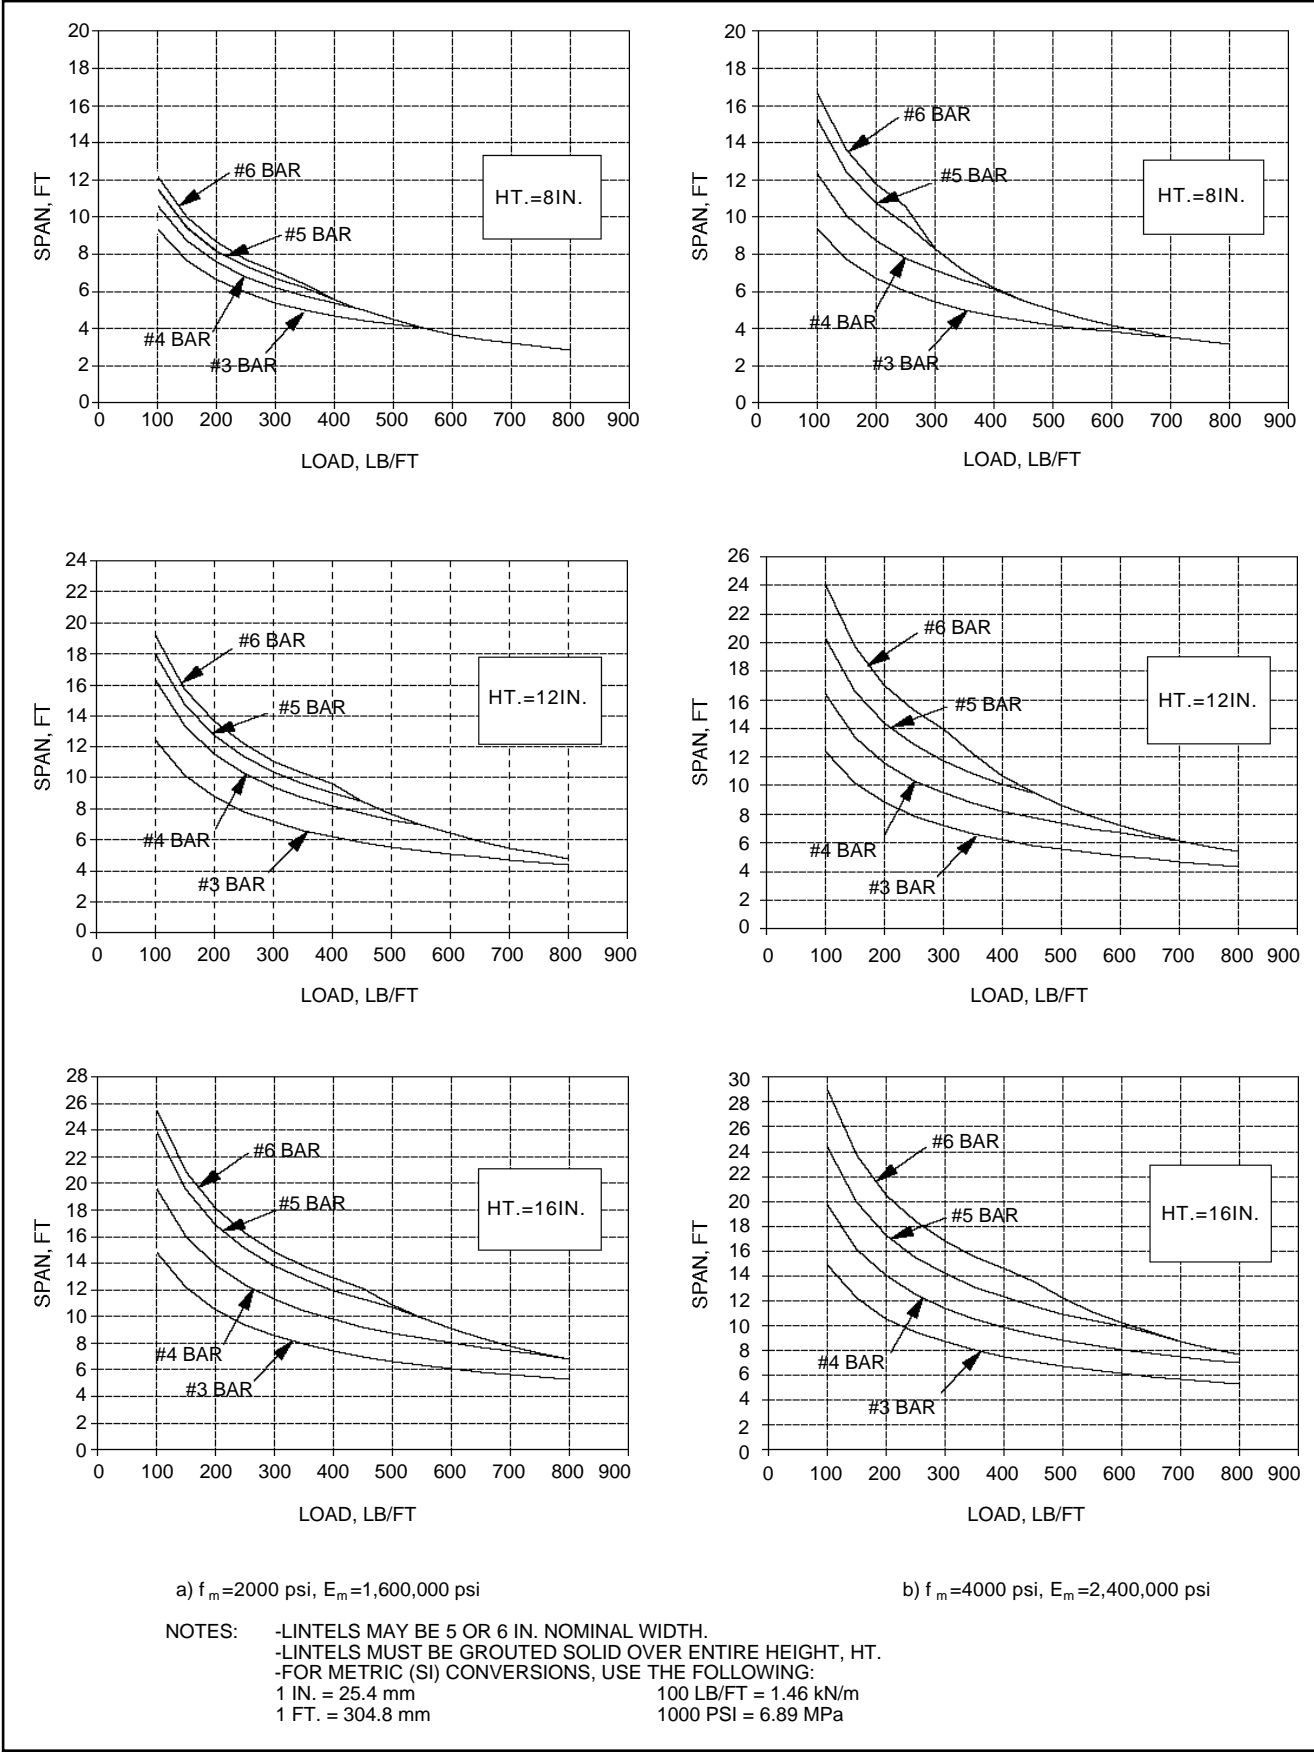 20
18
16
14
12
10
8
6
4
2
0
SPAN, FT
#6 BAR
#5 BAR
#4 BAR
#3 BAR
HT.=8IN.
0 100 200 300 400 500 600 700 800 900
LOAD, LB/FT
20
18
16
14
12
10
8
6
4
2
0
SPAN, FT
#6 BAR
#5 BAR
#4 BAR
#3 BAR
HT.=8IN.
0 100 200 300 400 500 600 700 800 900
LOAD, LB/FT
24
22
20
18
16
14
12
10
8
6
4
2
0
SPAN, FT
#6 BAR
#5 BAR
#4 BAR
#3 BAR
HT.=12IN.
0 100 200 300 400 500 600 700 800 900
LOAD, LB/FT
26
24
22
20
18
16
14
12
10
8
6
4
2
0
SPAN, FT
#6 BAR
#5 BAR
#4 BAR
#3 BAR
HT.=12IN.
0 100 200 300 400 500 600 700 800 900
LOAD, LB/FT
28
26
24
22
20
18
16
14
12
10
8
6
4
2
0
SPAN, FT
#6 BAR
#5 BAR
#4 BAR
#3 BAR
HT.=16IN.
0 100 200 300 400 500 600 700 800 900
LOAD, LB/FT
30
28
26
24
22
20
18
16
14
12
10
8
6
4
2
0
SPAN, FT
#6 BAR
#5 BAR
#4 BAR
#3 BAR
HT.=16IN.
0 100 200 300 400 500 600 700 800 900
LOAD, LB/FT
a) f m=2000 psi, Em=1,600,000 psi
b) f m=4000 psi, Em=2,400,000 psi
NOTES: -LINTELS MAY BE 5 OR 6 IN. NOMINAL WIDTH.
-LINTELS MUST BE GROUTED SOLID OVER ENTIRE HEIGHT, HT.
-FOR METRIC (SI) CONVERSIONS, USE THE FOLLOWING:
1 IN. = 25.4 mm 100 LB/FT = 1.46 kN/m
1 FT. = 304.8 mm 1000 PSI = 6.89 MPa